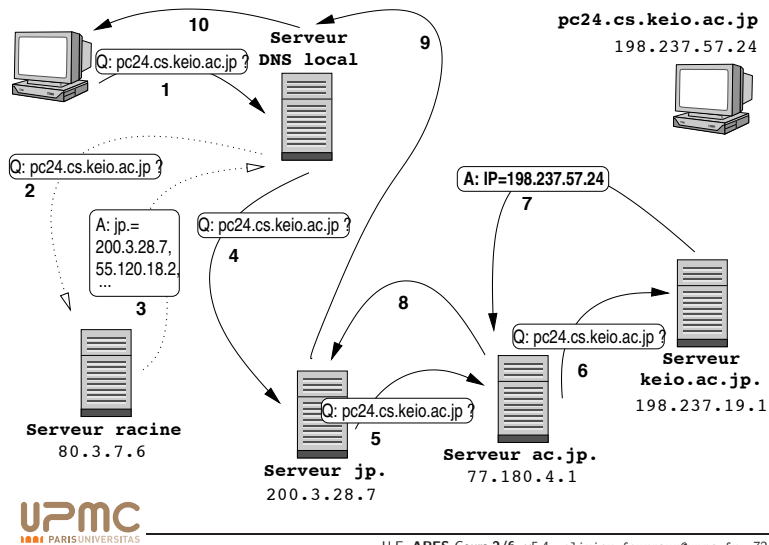 10
Serveur
DNS local
9
pc24.cs.keio.ac.jp
198.237.57.24
Q: pc24.cs.keio.ac.jp ?
1
Q: pc24.cs.keio.ac.jp ?
2
A: jp.=
200.3.28.7,
55.120.18.2,
...
3
Q: pc24.cs.keio.ac.jp ?
4
A: IP=198.237.57.24
7
8
Q: pc24.cs.keio.ac.jp ?
6
Serveur
keio.ac.jp.
198.237.19.1
Q: pc24.cs.keio.ac.jp ?
5
Serveur racine
80.3.7.6
Serveur jp.
200.3.28.7
Serveur ac.jp.
77.180.4.1
UPMC
PARISUNIVERSITAS